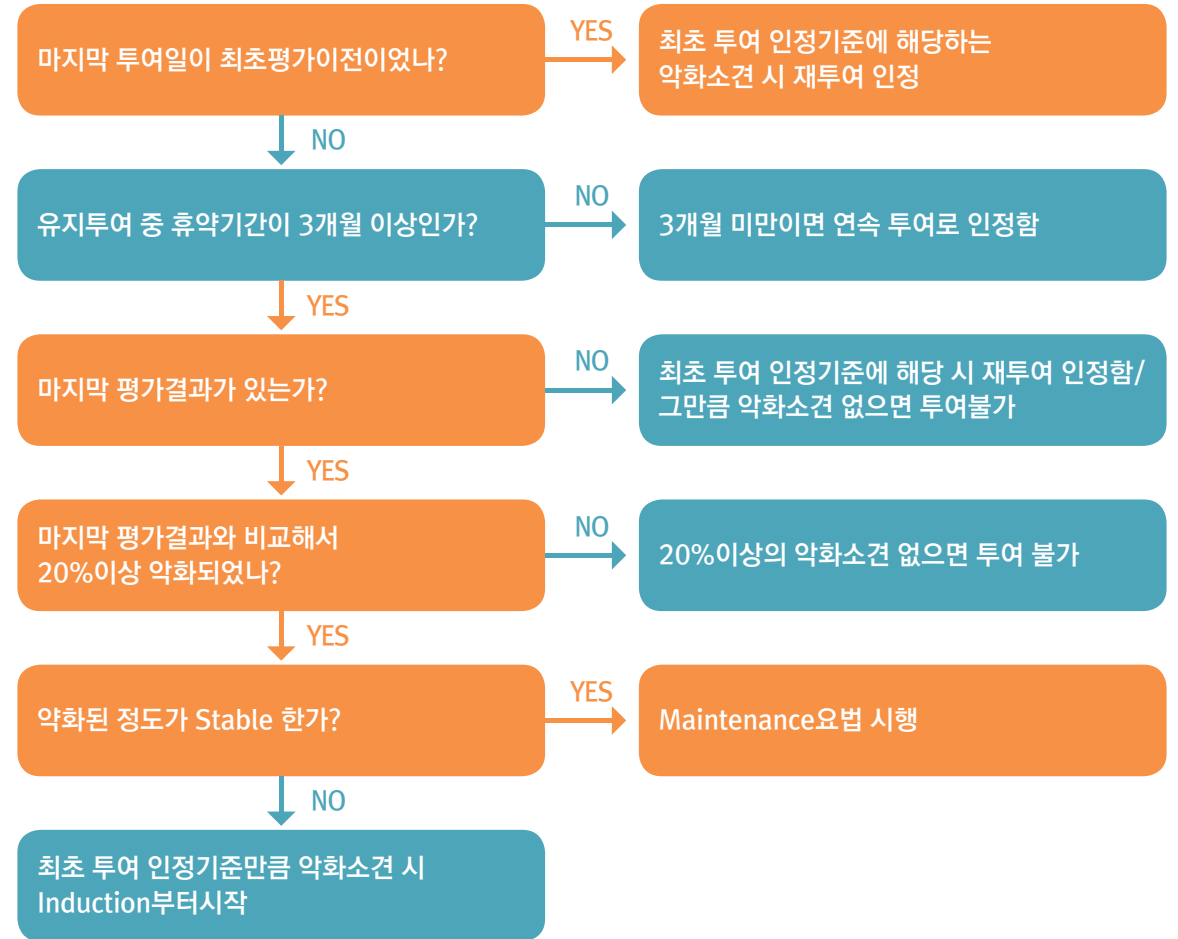 마지막 투여일이 최초평가이전이었나?
YES
최초 투여 인정기준에 해당하는
악화소견 시 재투여 인정
NO
유지투여 중 휴약기간이 3개월 이상인가?
NO
3개월 미만이면 연속 투여로 인정함
YES
마지막 평가결과가 있는가?
NO
최초 투여 인정기준에 해당 시 재투여 인정함/
그만큼 악화소견 없으면 투여불가
YES
마지막 평가결과와 비교해서
20%이상 악화되었나?
NO
20%이상의 악화소견 없으면 투여 불가
YES
약화된 정도가 Stable 한가?
YES
Maintenance요법 시행
NO
최초 투여 인정기준만큼 악화소견 시
Induction부터시작